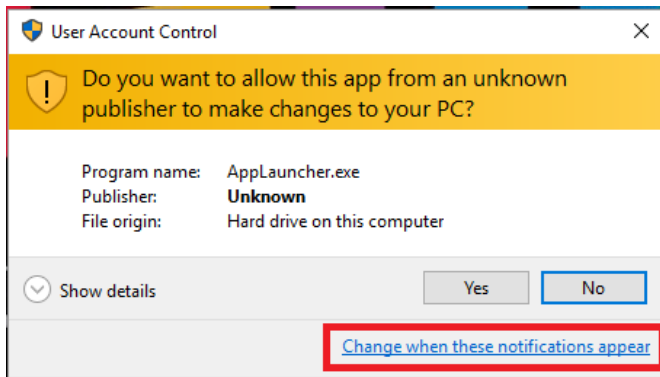 User Account Control
Do you want to allow this app from an unknown
publisher to make changes to your PC?
Program name: AppLauncher.exe
Publisher: Unknown
File origin: Hard drive on this computer
Show details
Yes
No
Change when these notifications appear